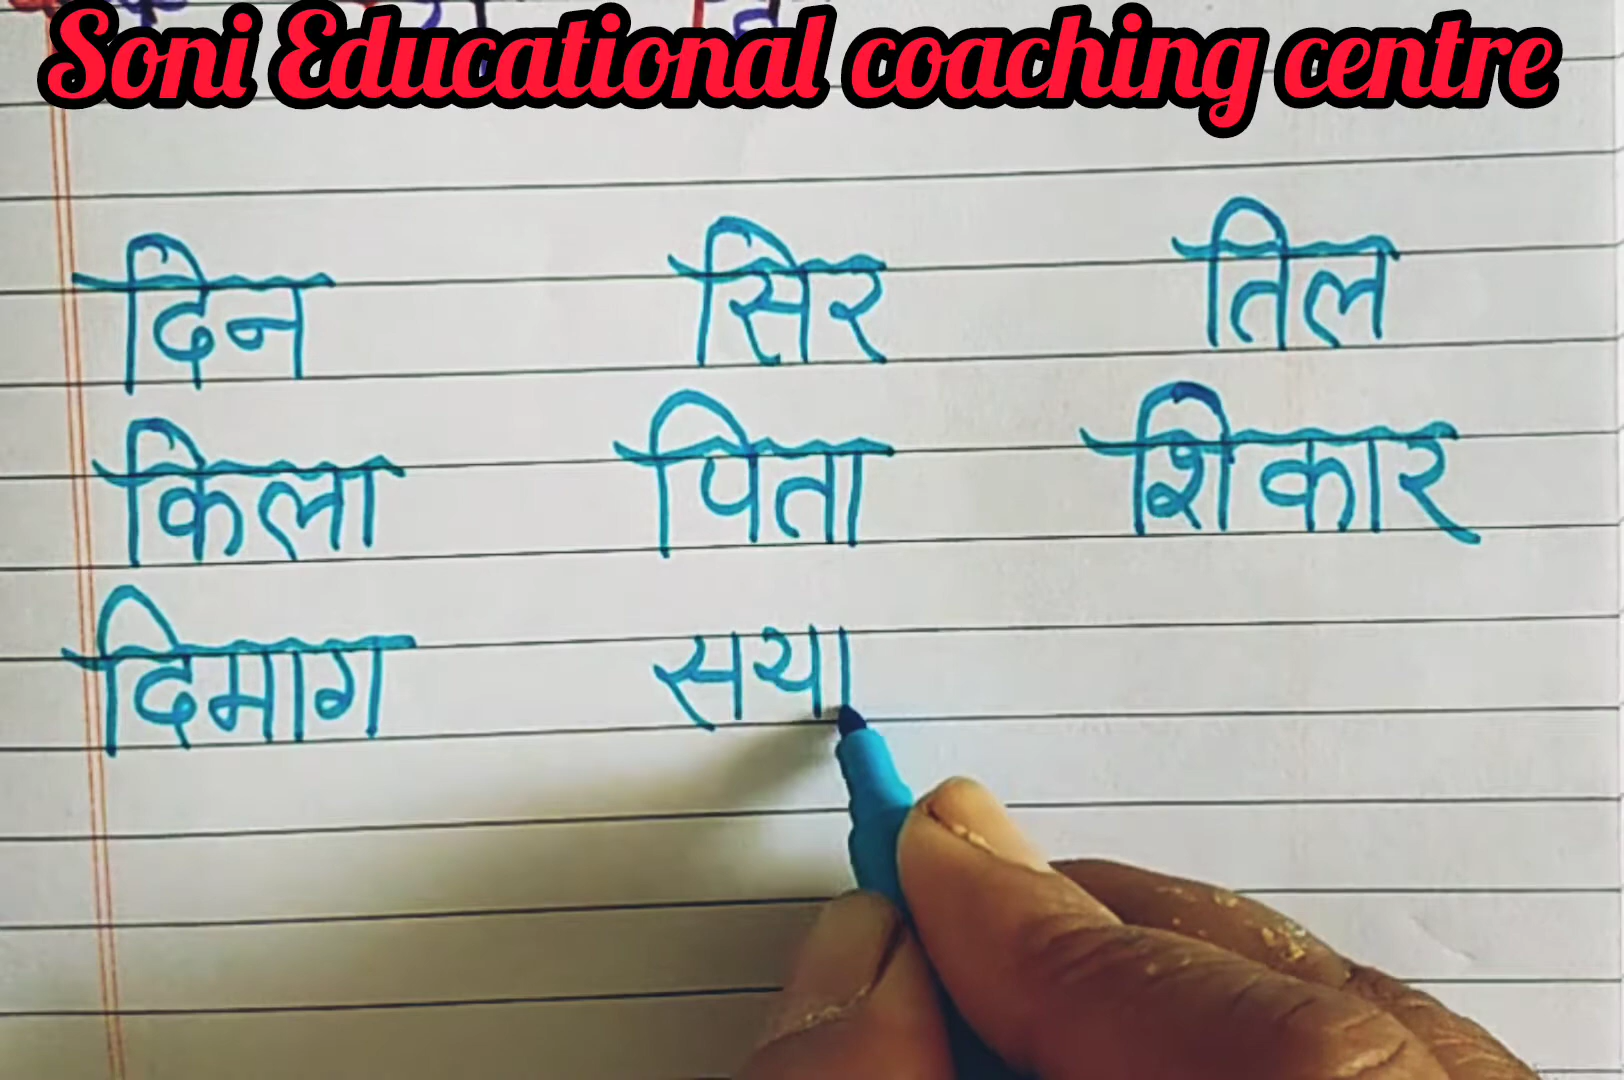 Soni Educational coaching centre
दिन सिर तिल
किला पिता शिकार
दिमाग सया